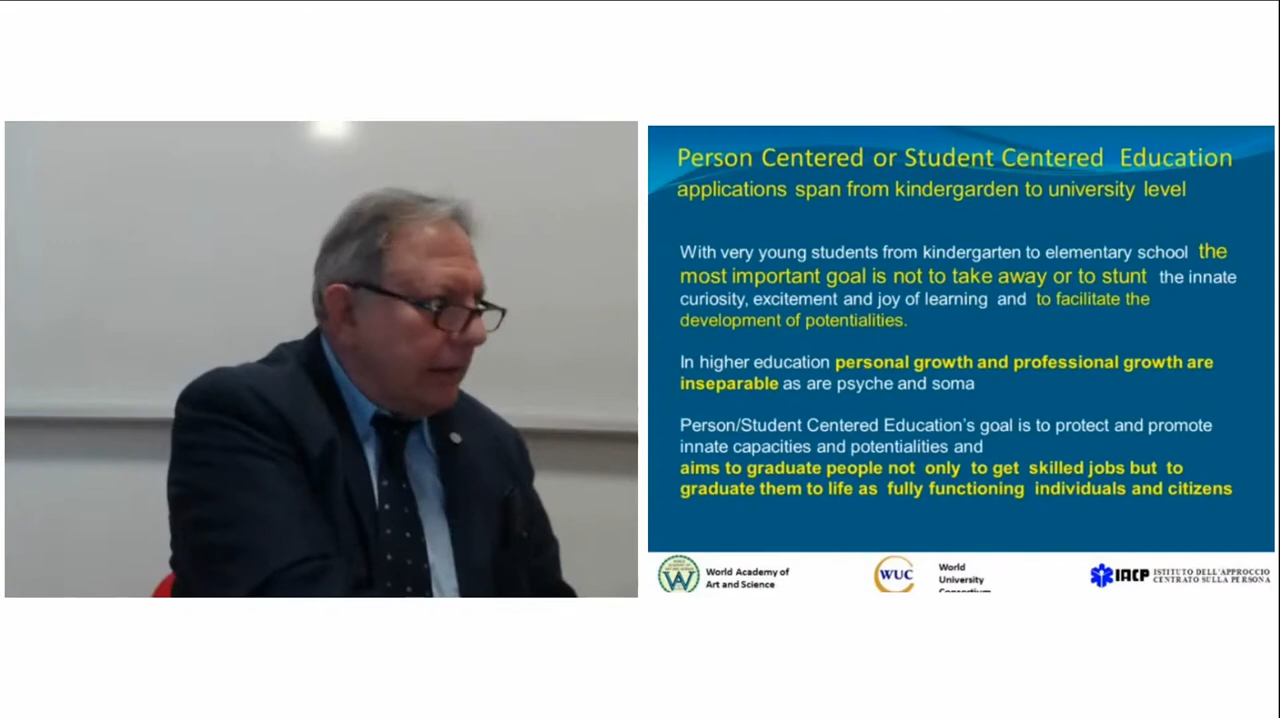 Person Centered or Student Centered Education
applications span from kindergarden to university level
With very young students from kindergarten to elementary school the
most important goal is not to take away or to stunt the innate
curiosity, excitement and joy of learning and to facilitate the
development of potentialities.
In higher education personal growth and professional growth are
inseparable as are psyche and soma
Person/Student Centered Education's goal is to protect and promote
innate capacities and potentialities and
aims to graduate people not only to get skilled jobs but to
graduate them to life as fully functioning individuals and citizens
World Academy of
Art and Science
WUC
World
University
Consortium
IACP ISTITUTO DELL'APPROCCIO
CENTRATO SULLA PERSONA